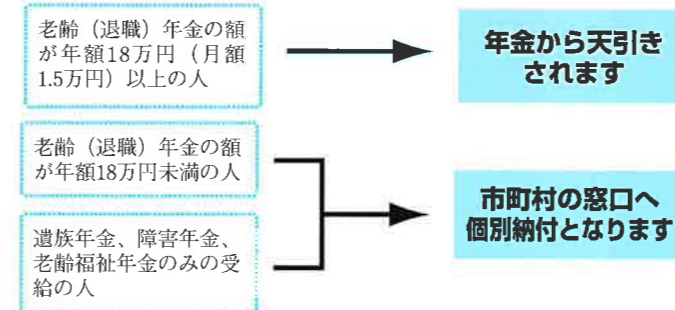 老齢（退職）年金の額
が年額18万円（月額
1.5万円）以上の人
年金から天引き
されます
老齢（退職）年金の額
が年額18万円未満の人
遺族年金、障害年金、
老齢福祉年金のみの受
給の人
市町村の窓口へ
個別納付となります